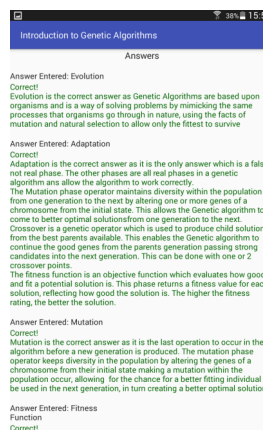 38% 15:5
Introduction to Genetic Algorithms
Answers
Answer Entered: Evolution
Correct!
Evolution is the correct answer as Genetic Algorithms are based upon
organisms and is a way of solving problems by mimicking the same
processes that organisms go through in nature, using the facts of
mutation and natural selection to allow only the fittest to survive
Answer Entered: Adaptation
Correct!
Adaptation is the correct answer as it is the only answer which is a fals
not real phase. The other phases are all real phases in a genetic
algorithm ans allow the algorithm to work correctly.
The Mutation phase operator maintains diversity within the population
from one generation to the next by altering one or more genes of a
chromosome from the initial state. This allows the Genetic algorithm to
come to better optimal solutionsfrom one generation to the next.
Crossover is a genetic operator which is used to produce child solution
from the best parents available. This enables the Genetic algorithm to
continue the good genes from the parents generation passing strong
candidates into the next generation. This can be done with one or 2
crossover points.
The fitness function is an objective function which evaluates how good
and fit a potential solution is. This phase returns a fitness value for eac
solution, reflecting how good the solution is. The higher the fitness
rating, the better the solution.
Answer Entered: Mutation
Correct!
Mutation is the correct answer as it is the last operation to occur in the
algorithm before a new generation is produced. The mutation phase
operator keeps diversity in the population by altering the genes of a
chromosome from their initial state making a mutation within the
population occur, allowing for the chance for a better fitting individual
be used in the next generation, in turn creating a better optimal solutio
Answer Entered: Fitness
Function
Correct!